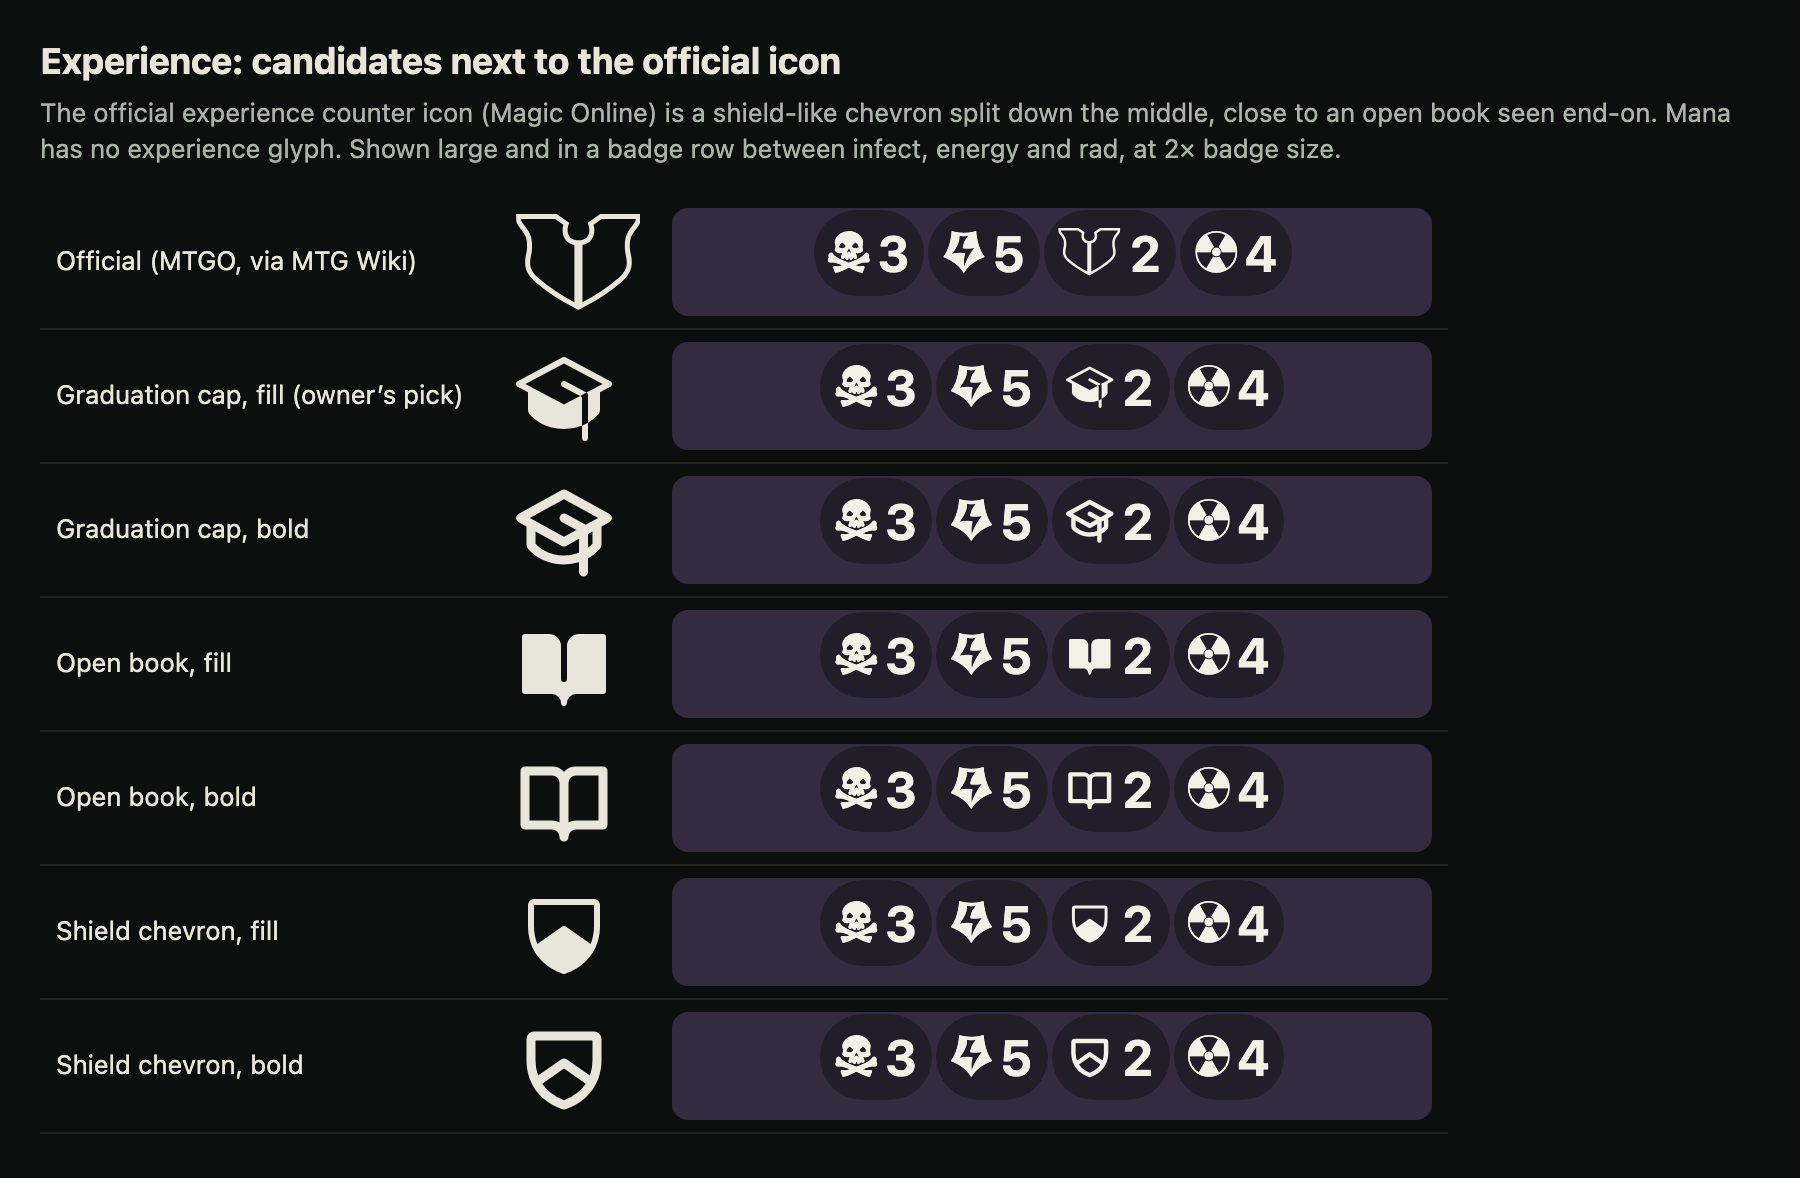 Experience: candidates next to the official icon
The official experience counter icon (Magic Online) is a shield-like chevron split down the middle, close to an open book seen end-on. Mana
has no experience glyph. Shown large and in a badge row between infect, energy and rad, at 2× badge size.
Official (MTGO, via MTG Wiki) 3 5 2 4
Graduation cap, fill (owner’s pick) 3 5 2 4
Graduation cap, bold 3 5 2 4
Open book, fill 3 5 2 4
Open book, bold 3 5 2 4
Shield chevron, fill 3 5 2 4
Shield chevron, bold 3 5 2 4